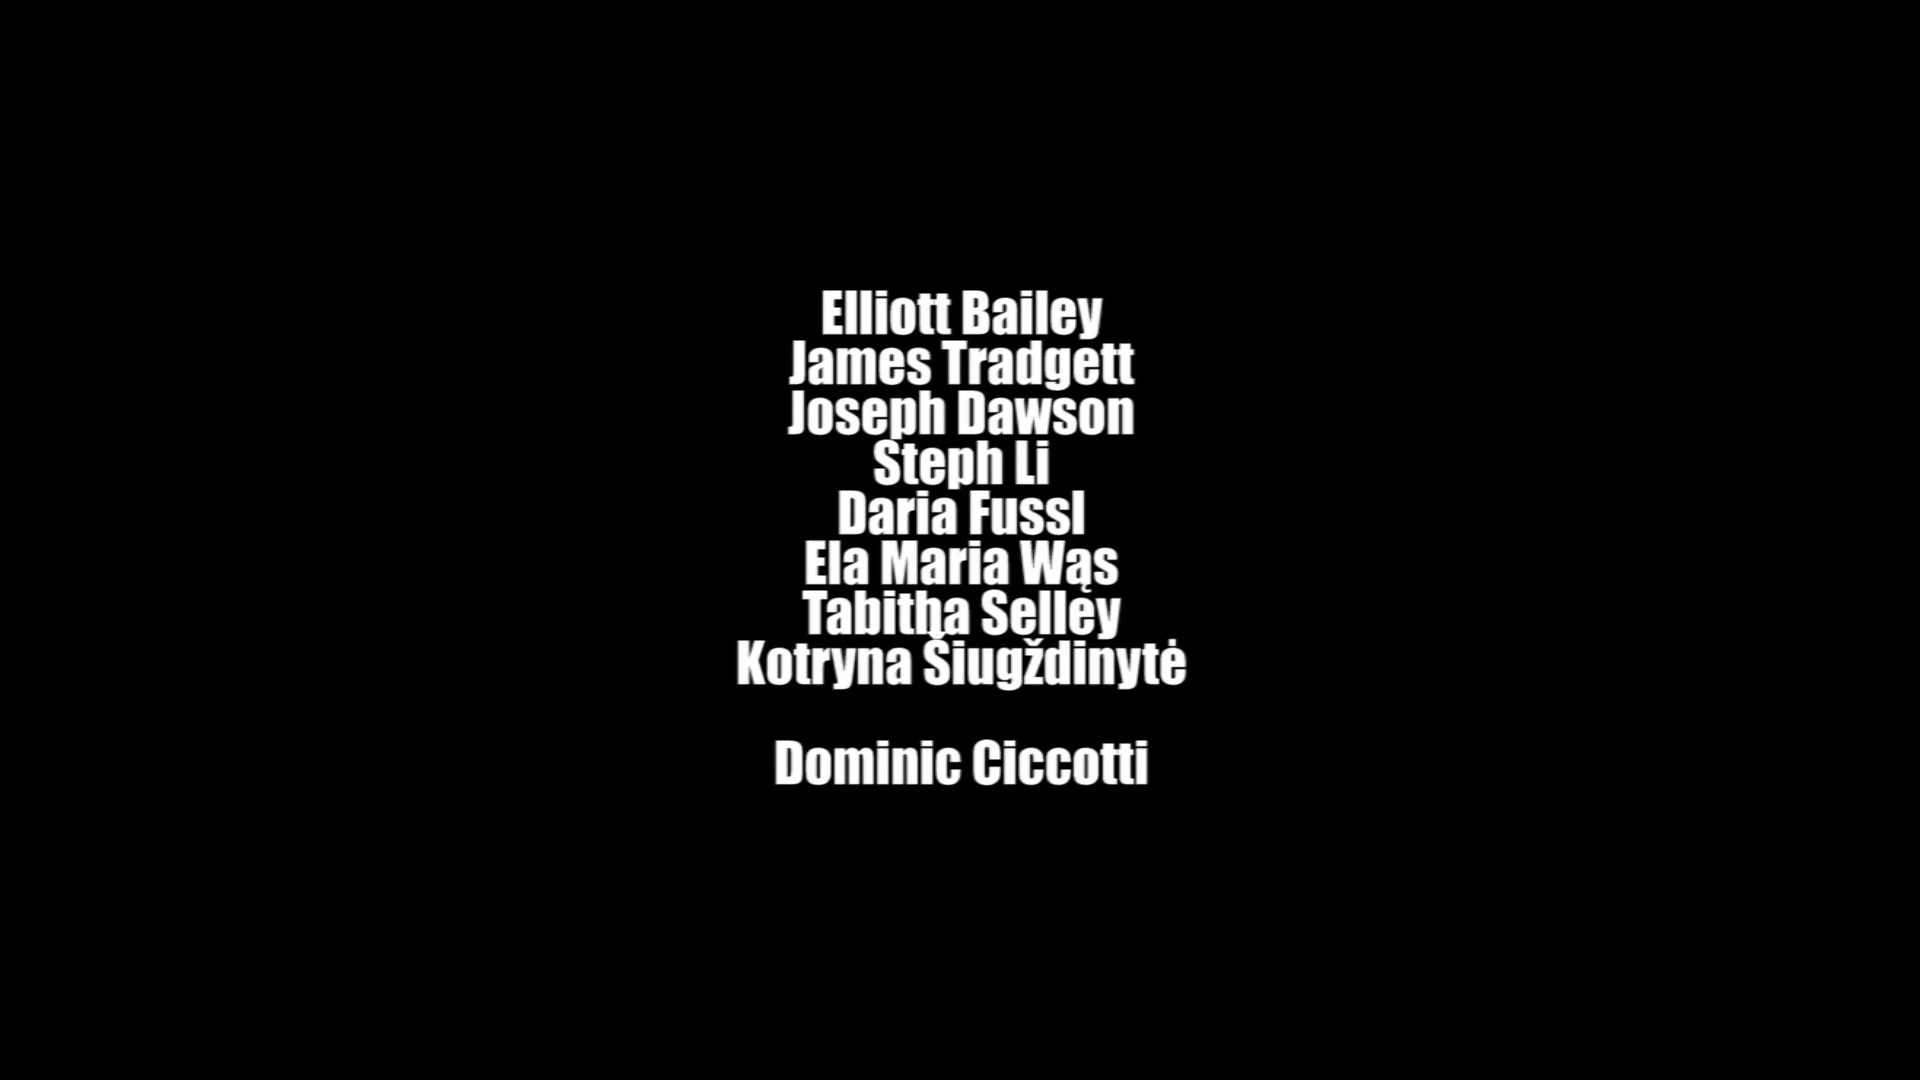 Elliott Bailey
James Tradgett
Joseph Dawson
Steph Li
Daria Fussl
Ela Maria Wąs
Tabitha Selley
Kotryna Šiugždinytė
Dominic Ciccotti